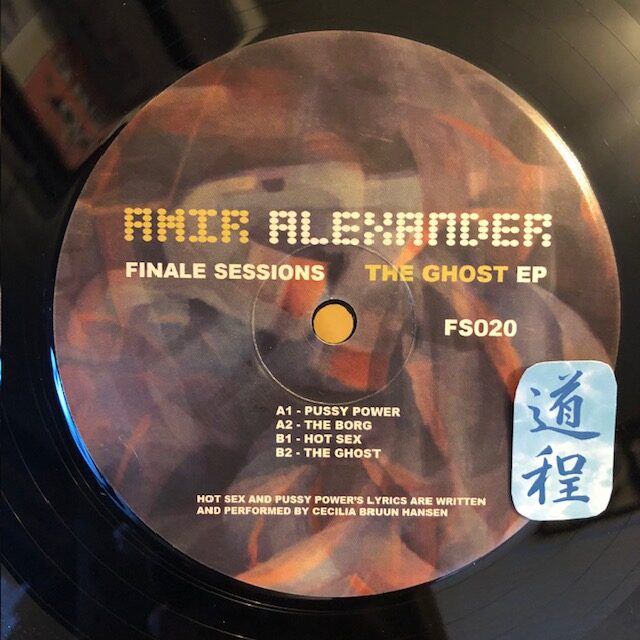 AMIR ALEXANDER
FINALE SESSIONS THE GHOST EP
FS020
A1 - PUSSY POWER
A2 - THE BORG
B1 - HOT SEX
B2 - THE GHOST
道程
HOT SEX AND PUSSY POWER'S LYRICS ARE WRITTEN
AND PERFORMED BY CECILIA BRUUN HANSEN